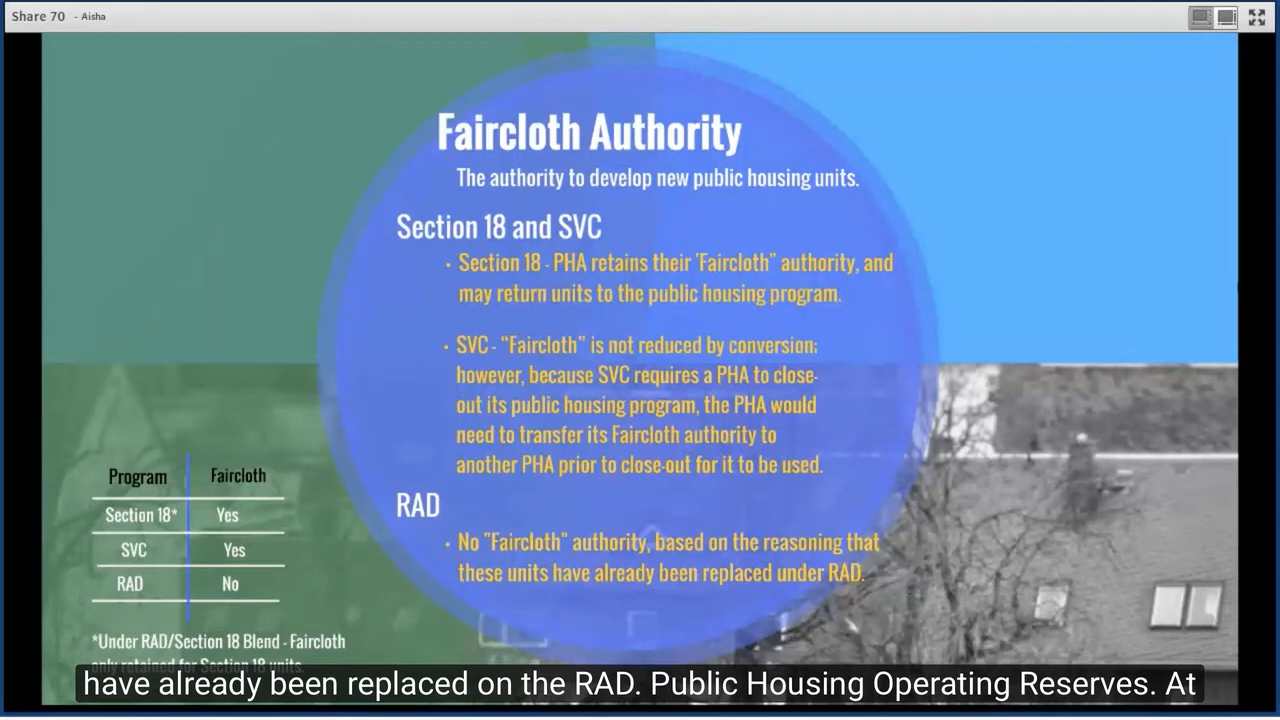 Share 70 - Aisha
Faircloth Authority
The authority to develop new public housing units.
Section 18 and SVC
• Section 18 - PHA retains their 'Faircloth" authority, and
may return units to the public housing program.
• SVC - “Faircloth” is not reduced by conversion;
however, because SVC requires a PHA to close-
out its public housing program, the PHA would
need to transfer its Faircloth authority to
another PHA prior to close-out for it to be used.
RAD
• No "Faircloth" authority, based on the reasoning that
these units have already been replaced under RAD.
Program Faircloth
Section 18* Yes
SVC Yes
RAD No
*Under RAD/Section 18 Blend - Faircloth
only retained for Section 18 units.
have already been replaced on the RAD. Public Housing Operating Reserves. At